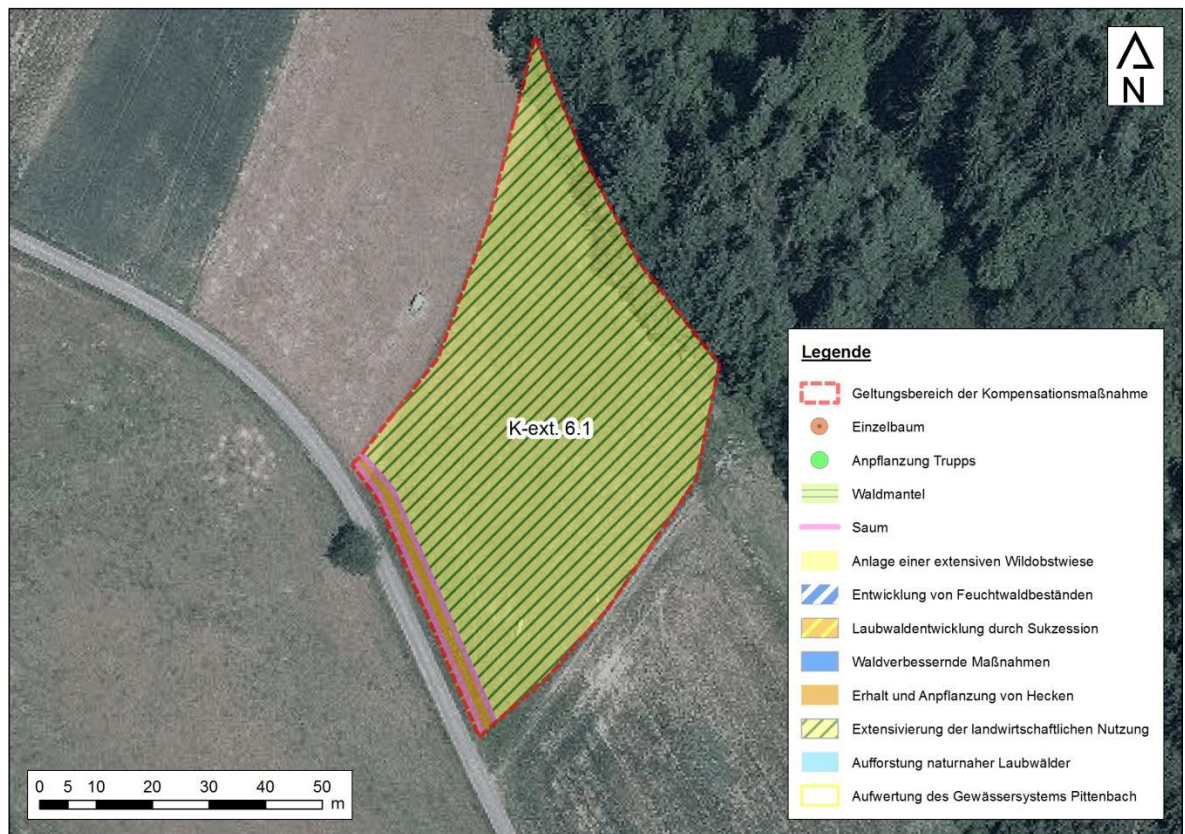 N
K-ext. 6.1
Legende
Geltungsbereich der Kompensationsmaßnahme
Einzelbaum
Anpflanzung Trupps
Waldmantel
Saum
Anlage einer extensiven Wildobstwiese
Entwicklung von Feuchtwaldbeständen
Laubwaldentwicklung durch Sukzession
Waldverbessernde Maßnahmen
Erhalt und Anpflanzung von Hecken
Extensivierung der landwirtschaftlichen Nutzung
Aufforstung naturnaher Laubwälder
Aufwertung des Gewässersystems Pittenbach
0 5 10 20 30 40 50
m